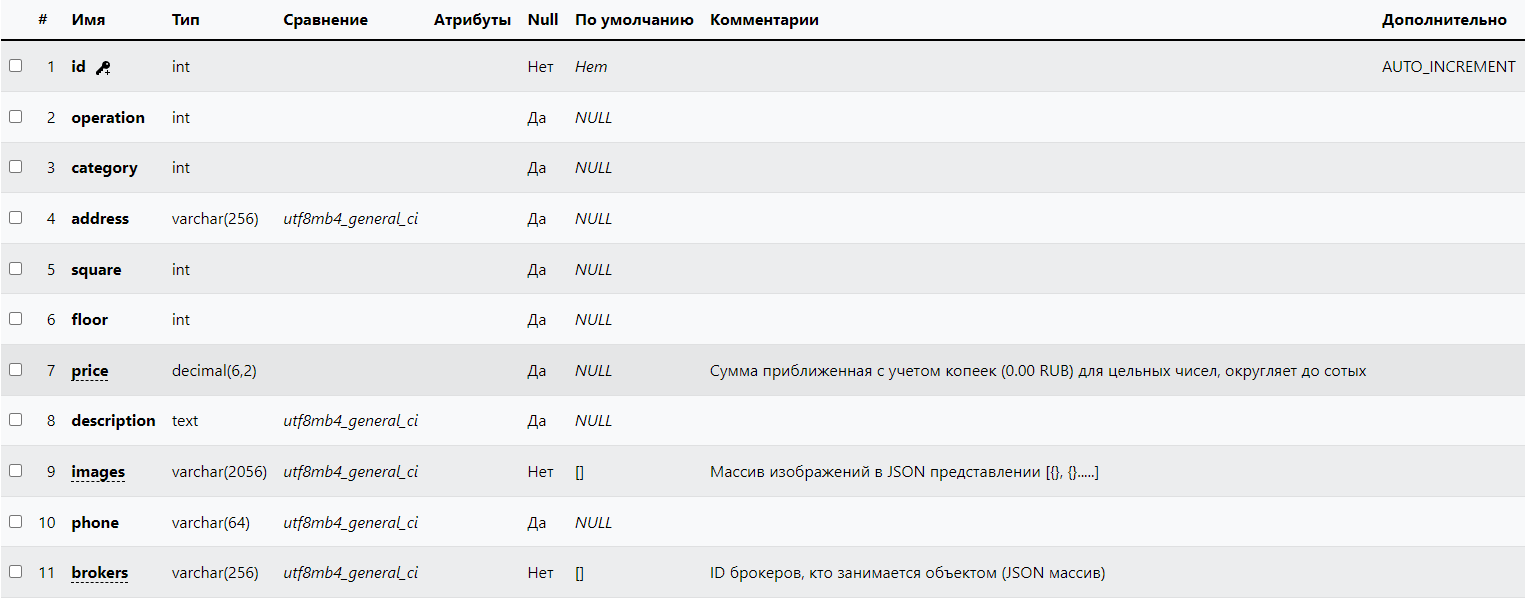 # Имя Тип Сравнение Атрибуты Null По умолчанию Комментарии Дополнительно
1 id int Нет Нет AUTO_INCREMENT
2 operation int Да NULL
3 category int Да NULL
4 address varchar(256) utf8mb4_general_ci Да NULL
5 square int Да NULL
6 floor int Да NULL
7 price decimal(6,2) Да NULL Сумма приближенная с учетом копеек (0.00 RUB) для цельных чисел, округляет до сотых
8 description text utf8mb4_general_ci Да NULL
9 images varchar(2056) utf8mb4_general_ci Нет [] Массив изображений в JSON представлении [{}, {}.....]
10 phone varchar(64) utf8mb4_general_ci Да NULL
11 brokers varchar(256) utf8mb4_general_ci Нет [] ID брокеров, кто занимается объектом (JSON массив)